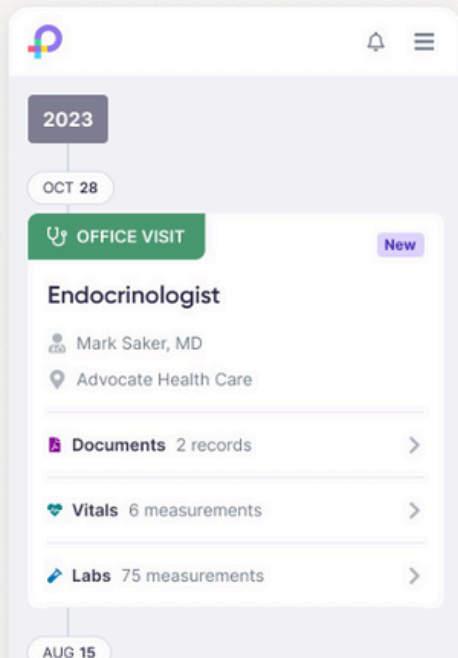 2023
OCT 28
OFFICE VISIT
New
Endocrinologist
Mark Saker, MD
Advocate Health Care
Documents 2 records
Vitals 6 measurements
Labs 75 measurements
AUG 15